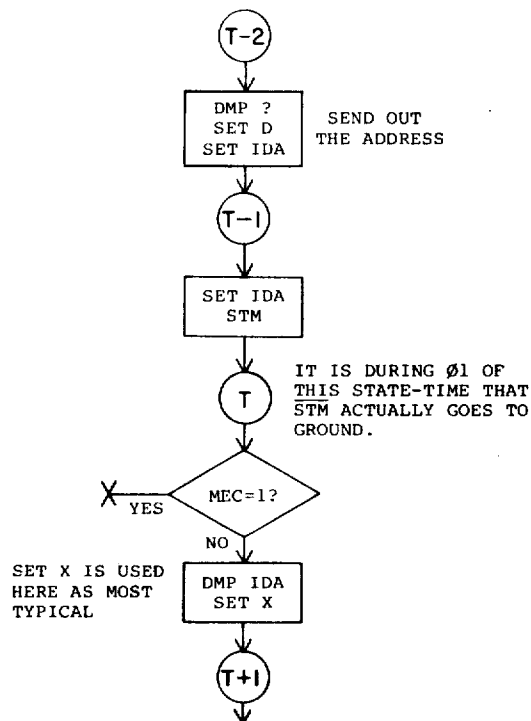 T-2
DMP ?
SET D
SET IDA
SEND OUT
THE ADDRESS
T-1
SET IDA
STM
T
IT IS DURING Ø1 OF
THIS STATE-TIME THAT
STM ACTUALLY GOES TO
GROUND.
MEC=1?
YES
NO
SET X IS USED
HERE AS MOST
TYPICAL
DMP IDA
SET X
T+1